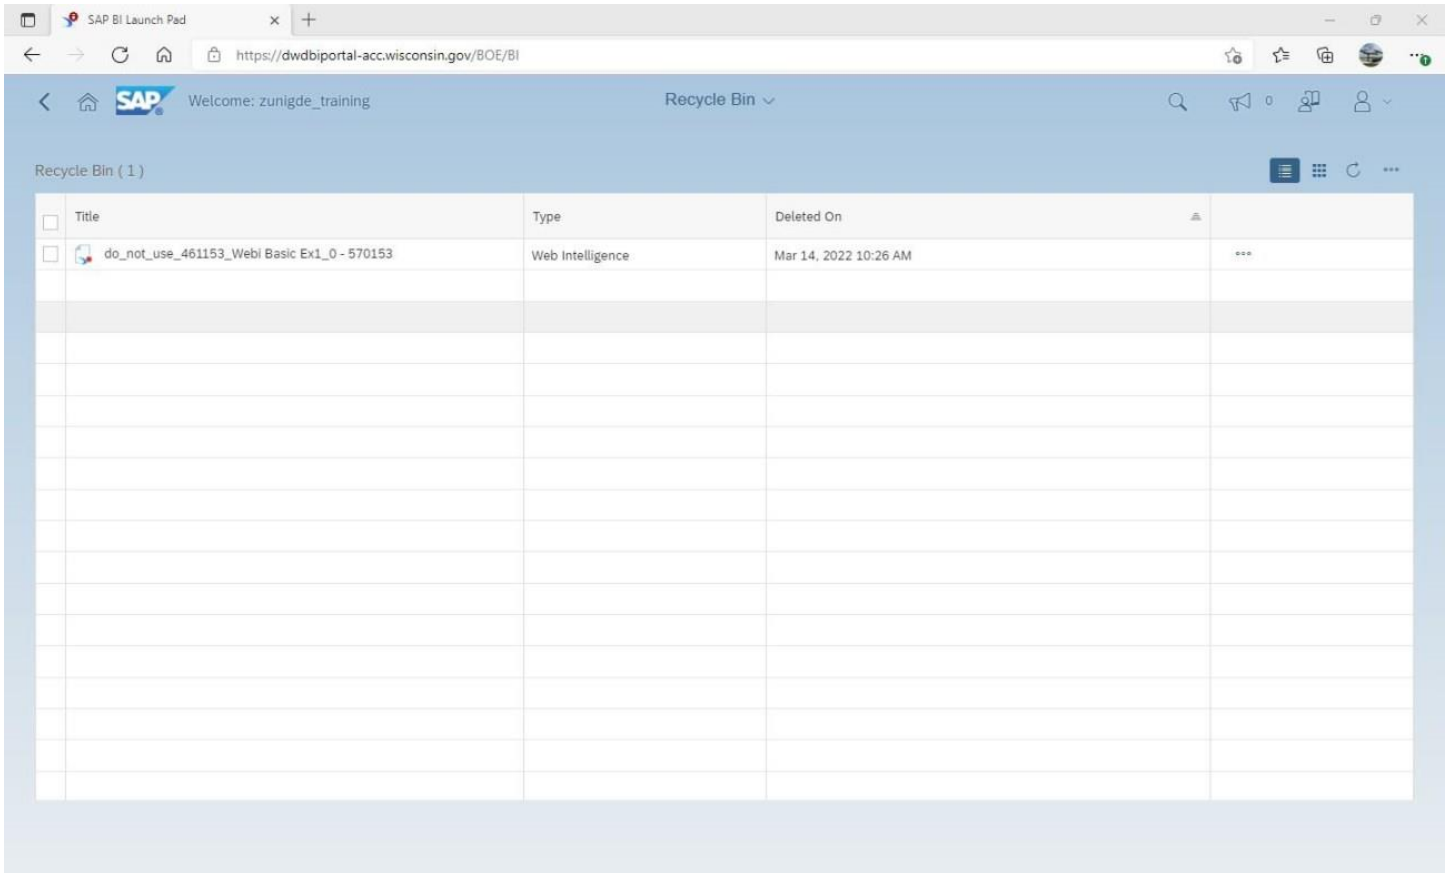 SAP BI Launch Pad
https://dwdbiportal-acc.wisconsin.gov/BOE/BI
SAP Welcome: zunigde_training Recycle Bin 0
Recycle Bin ( 1 )
Title Type Deleted On
do_not_use_461153_Webi Basic Ex1_0 - 570153 Web Intelligence Mar 14, 2022 10:26 AM